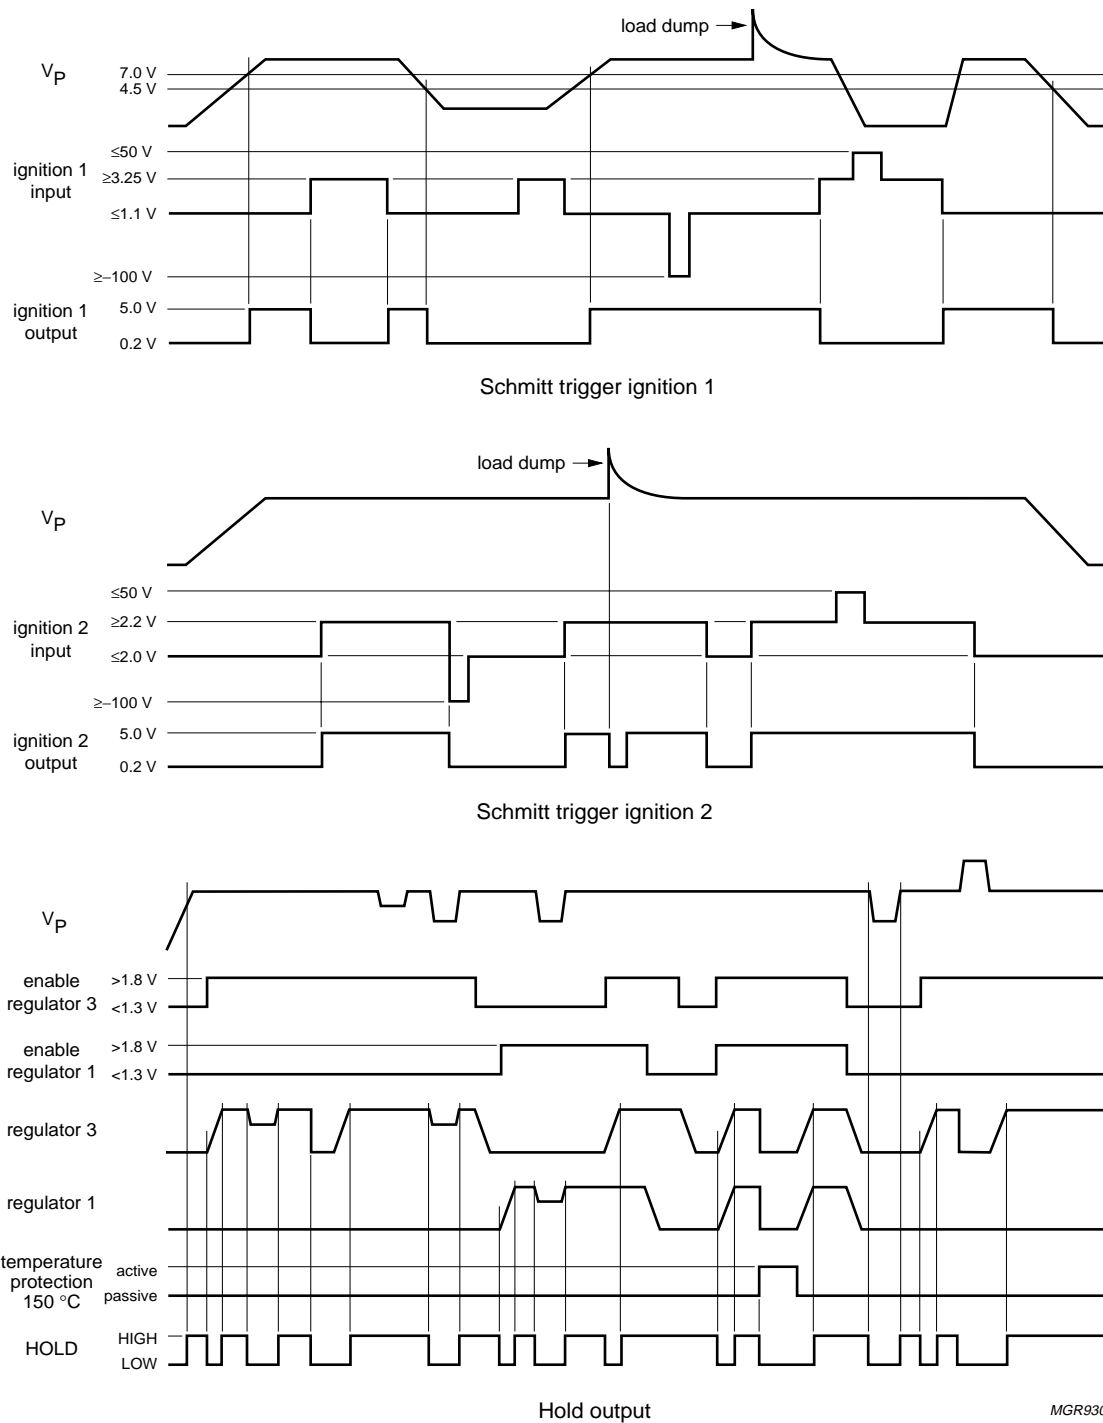 load dump
VP
7.0 V
4.5 V
≤50 V
ignition 1
input
≥3.25 V
≤1.1 V
≥−100 V
ignition 1
output
5.0 V
0.2 V
Schmitt trigger ignition 1
load dump
VP
≤50 V
ignition 2
input
≥2.2 V
≤2.0 V
≥−100 V
ignition 2
output
5.0 V
0.2 V
Schmitt trigger ignition 2
VP
enable
regulator 3
>1.8 V
<1.3 V
enable
regulator 1
>1.8 V
<1.3 V
regulator 3
regulator 1
temperature
protection
150 °C
active
passive
HOLD
HIGH
LOW
Hold output
MGR930